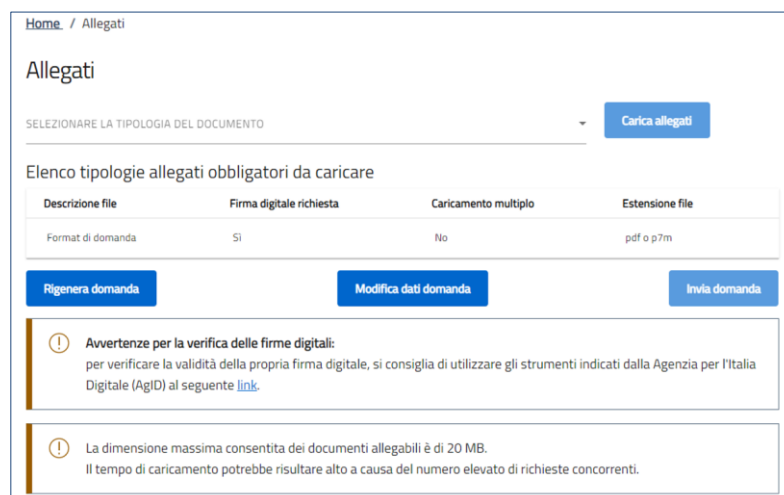 Home / Allegati
Allegati
SELEZIONARE LA TIPOLOGIA DEL DOCUMENTO
Carica allegati
Elenco tipologie allegati obbligatori da caricare
Descrizione file Firma digitale richiesta Caricamento multiplo Estensione file
Format di domanda Sì No pdf o p7m
Rigenera domanda Modifica dati domanda Invia domanda
Avvertenze per la verifica delle firme digitali:
per verificare la validità della propria firma digitale, si consiglia di utilizzare gli strumenti indicati dalla Agenzia per l'Italia
Digitale (AgID) al seguente link.
La dimensione massima consentita dei documenti allegabili è di 20 MB.
Il tempo di caricamento potrebbe risultare alto a causa del numero elevato di richieste concorrenti.